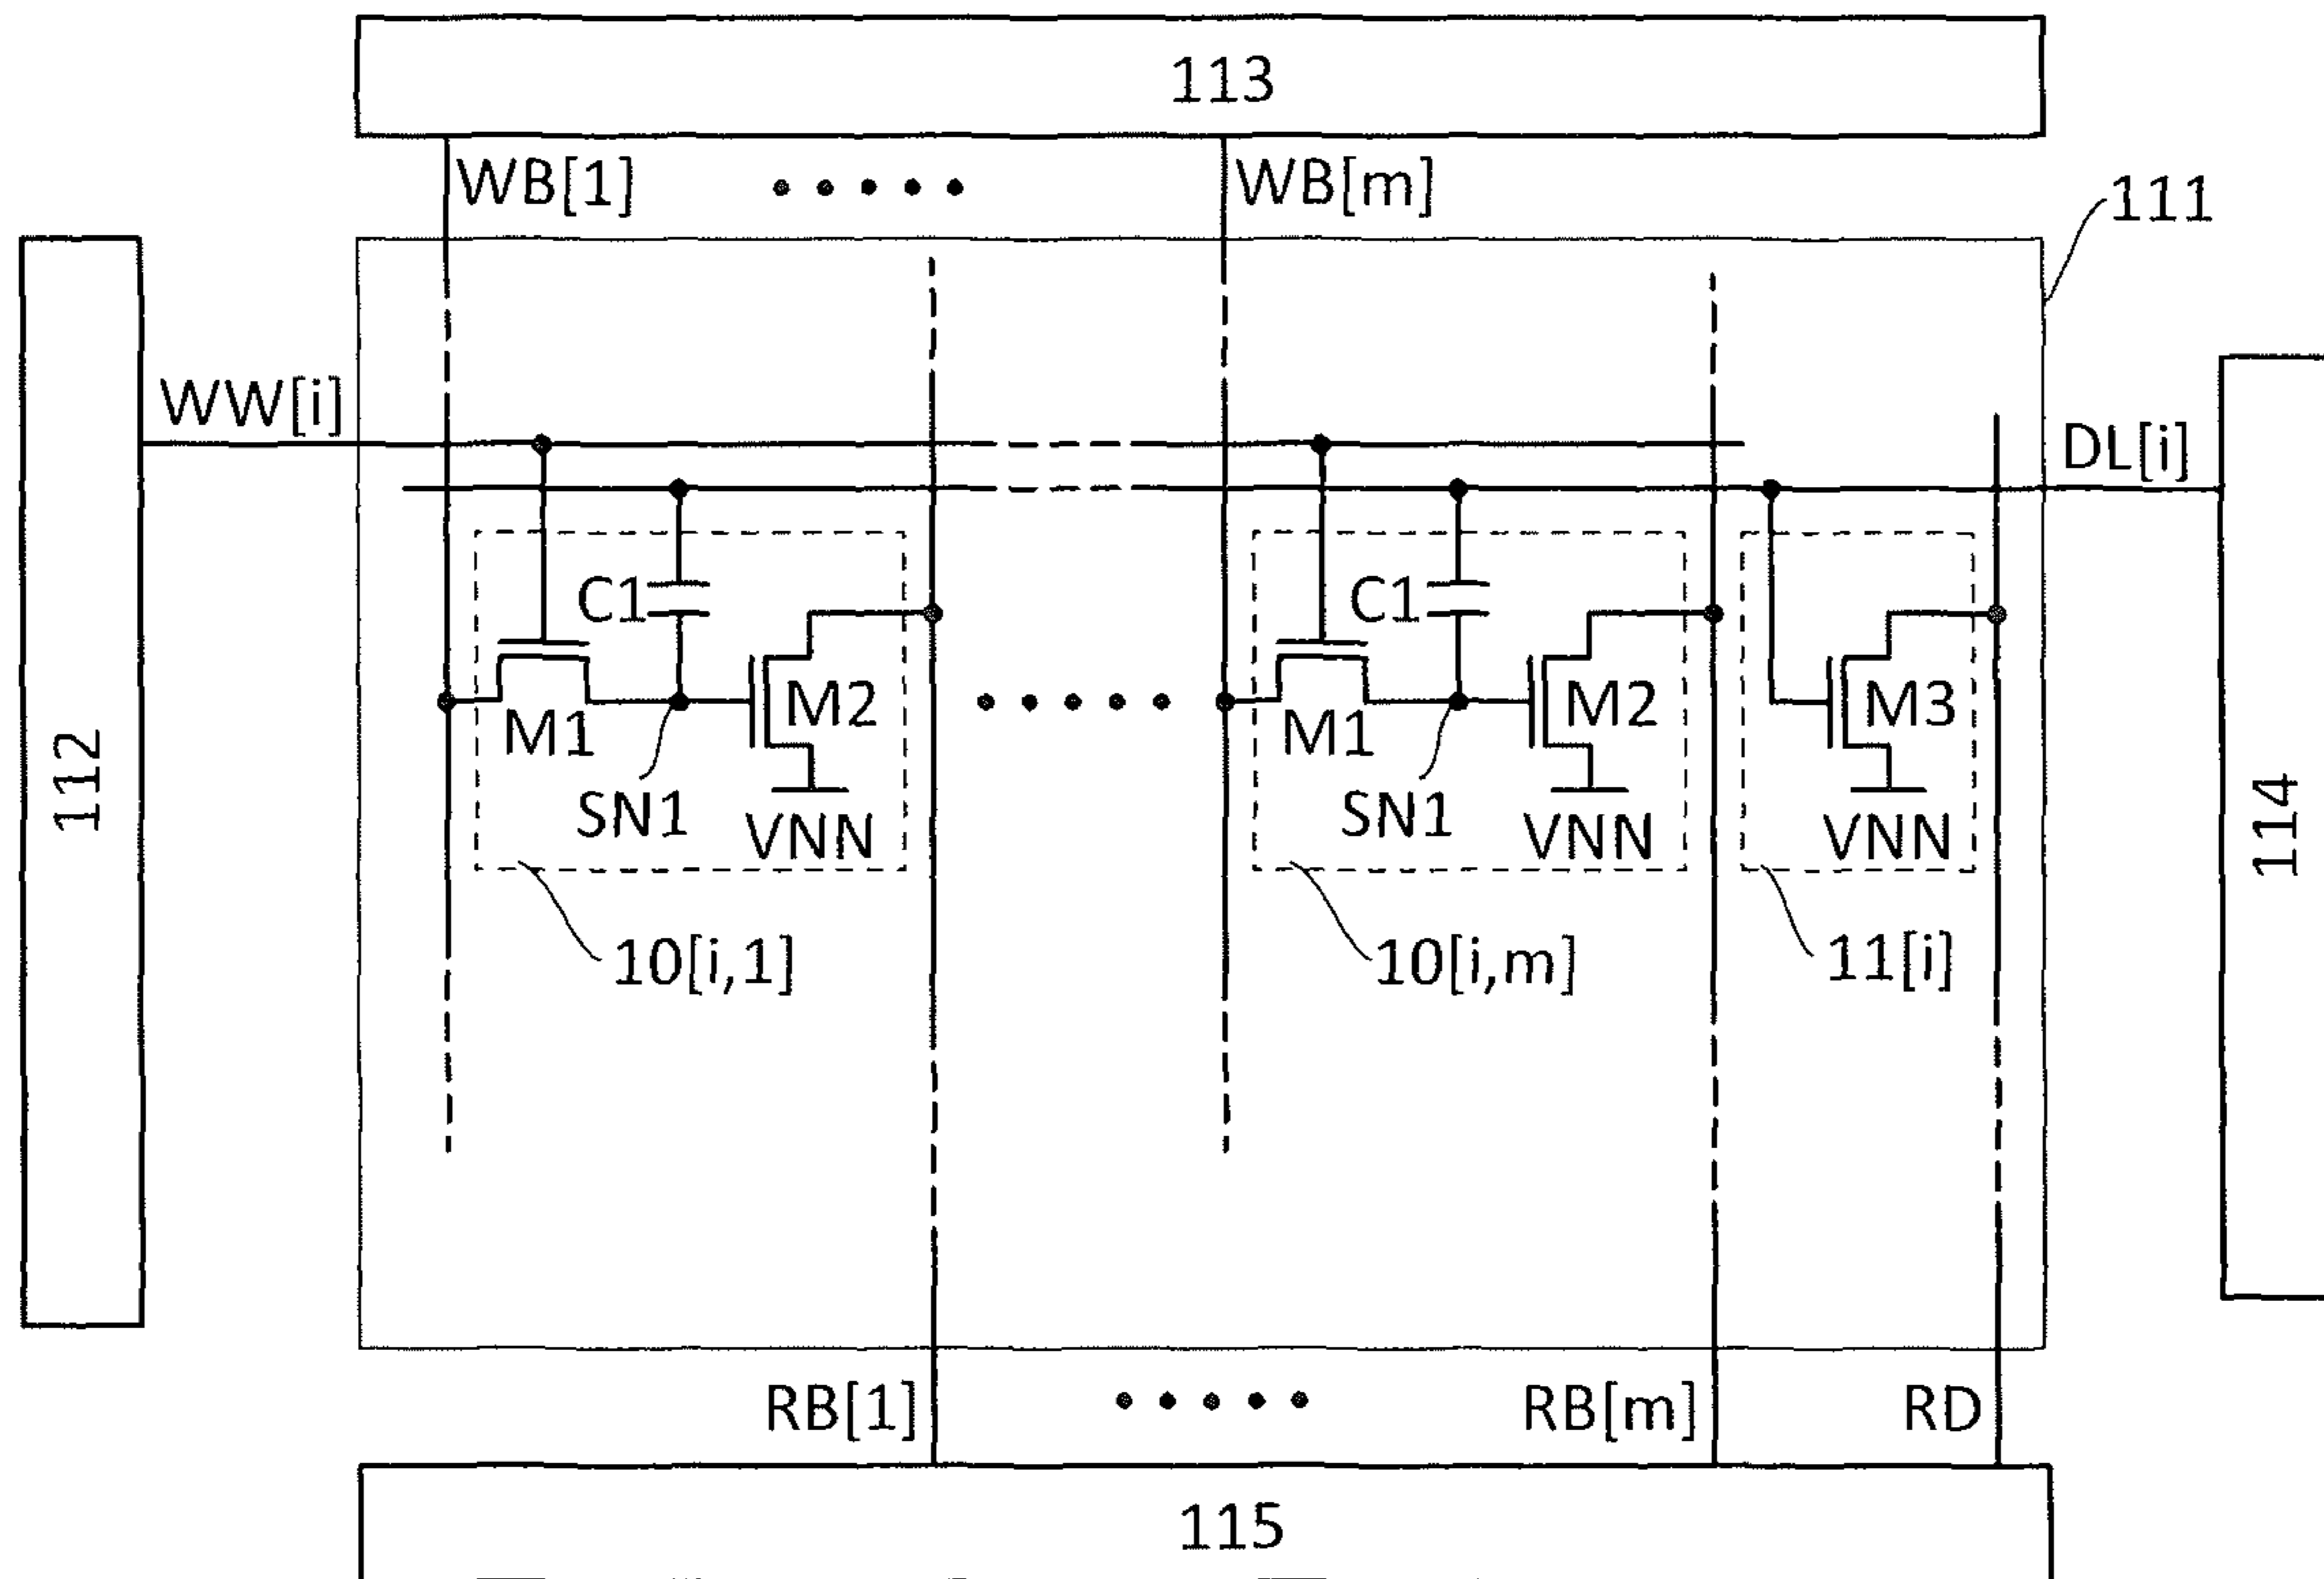 113
WB[1]
WB[m]
111
WW[i]
DL[i]
C1
C1
M1
M2
M1
M2
M3
112
SN1
VNN
SN1
VNN
VNN
114
10[i,1]
10[i,m]
11[i]
RB[1]
RB[m]
RD
115